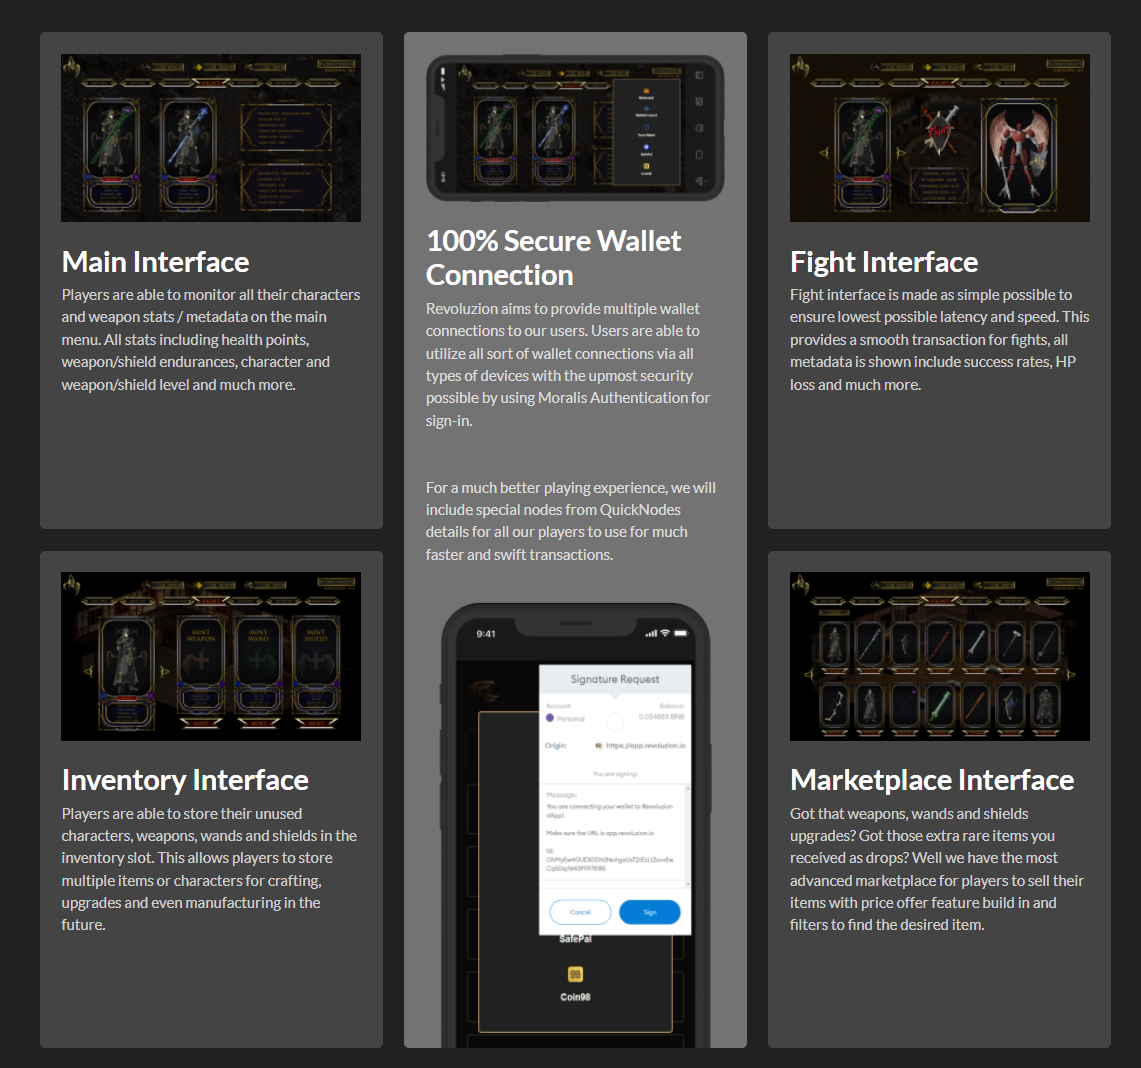 Main Interface
Players are able to monitor all their characters
and weapon stats / metadata on the main
menu. All stats including health points,
weapon/shield endurances, character and
weapon/shield level and much more.
100% Secure Wallet
Connection
Revoluzion aims to provide multiple wallet
connections to our users. Users are able to
utilize all sort of wallet connections via all
types of devices with the upmost security
possible by using Moralis Authentication for
sign-in.
For a much better playing experience, we will
include special nodes from QuickNodes
details for all our players to use for much
faster and swift transactions.
9:41
Signature Request
Account:
Balance:
Personal
0.034883 BNB
Origin:
https://app.revoluzion.io
You are signing:
Message:
You are connecting your wallet to Revoluzion
dApp!
Make sure the URL is app.revoluzion.io
Id:
Cancel
Sign
SafePal
98
Coin98
FIGHT
Fight Interface
Fight interface is made as simple possible to
ensure lowest possible latency and speed. This
provides a smooth transaction for fights, all
metadata is shown include success rates, HP
loss and much more.
FIGHT
MINT
WEAPON
MINT
WAND
MINT
SHIELD
MINT
MINT
MINT
Inventory Interface
Players are able to store their unused
characters, weapons, wands and shields in the
inventory slot. This allows players to store
multiple items or characters for crafting,
upgrades and even manufacturing in the
future.
FIGHT
Marketplace Interface
Got that weapons, wands and shields
upgrades? Got those extra rare items you
received as drops? Well we have the most
advanced marketplace for players to sell their
items with price offer feature build in and
filters to find the desired item.